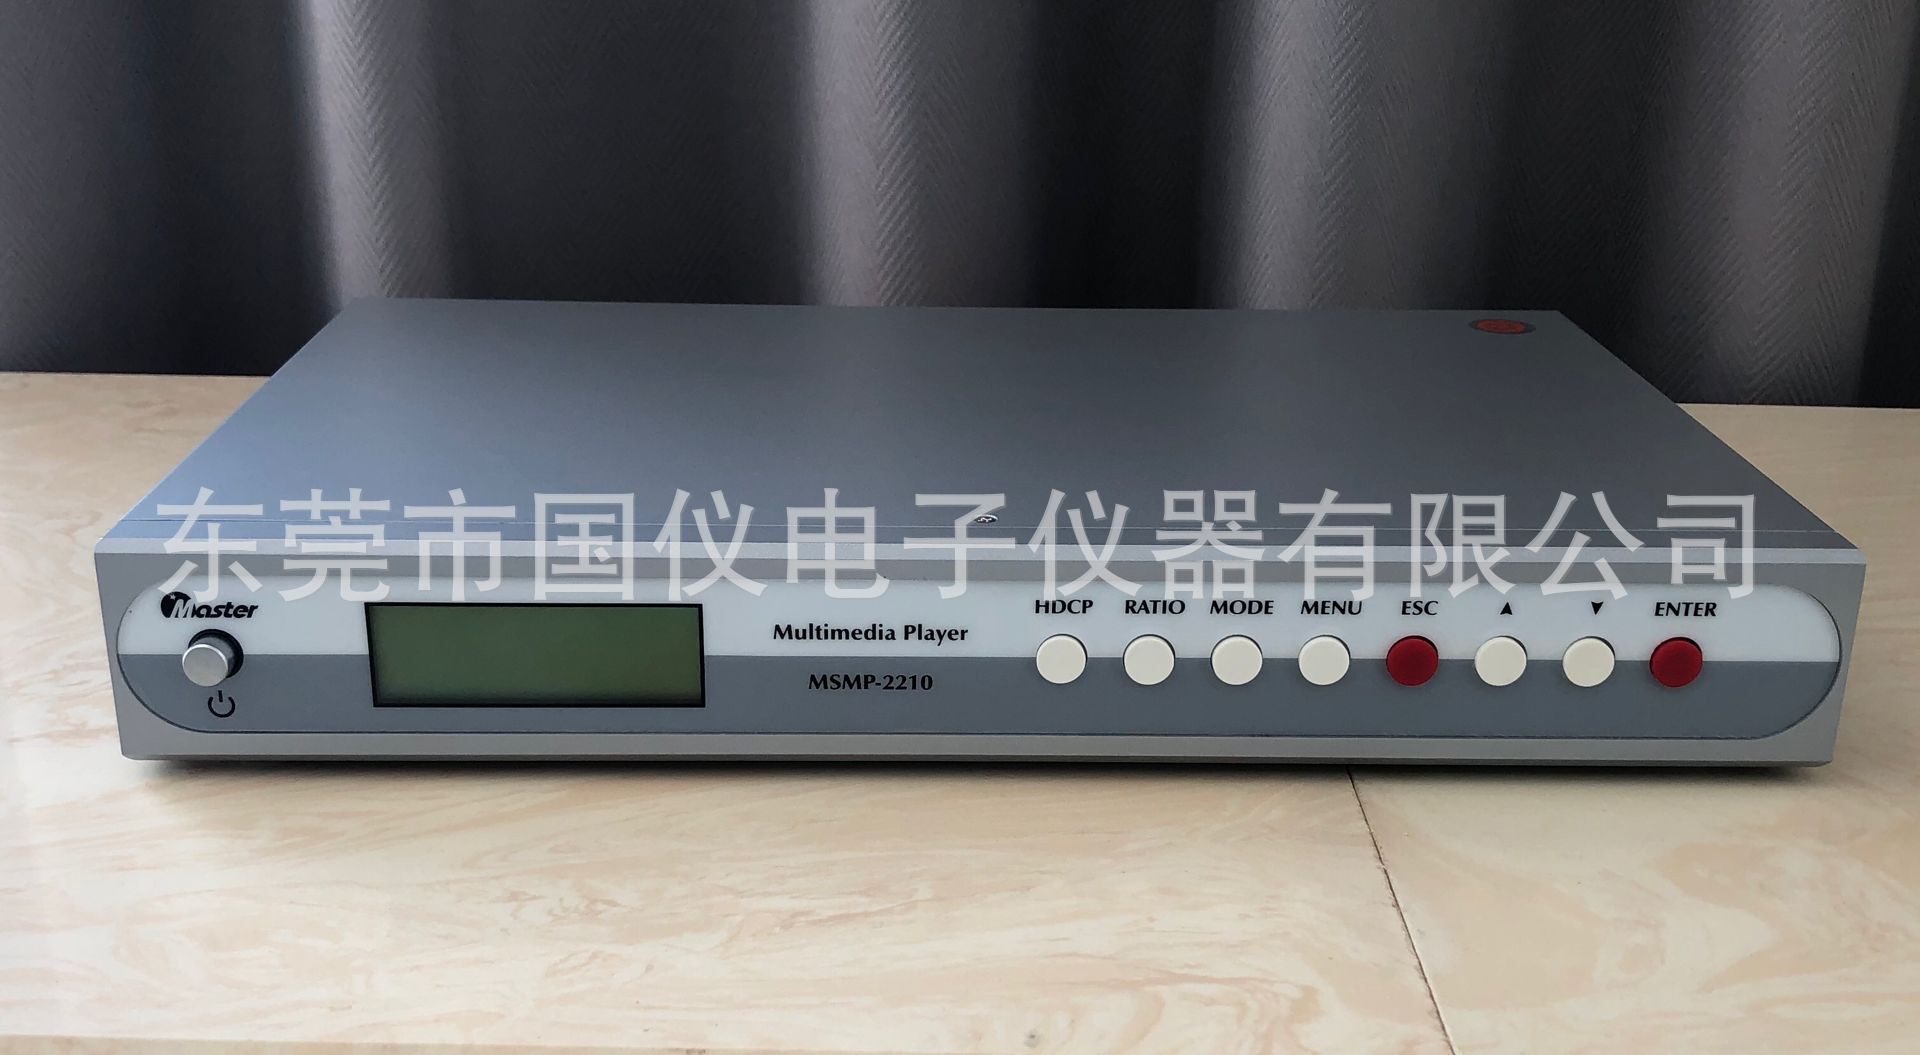 东莞市国仪电子仪器有限公司
Master
Multimedia Player
MSMP-2210
HDCP RATIO MODE MENU ESC ▲ ▼ ENTER